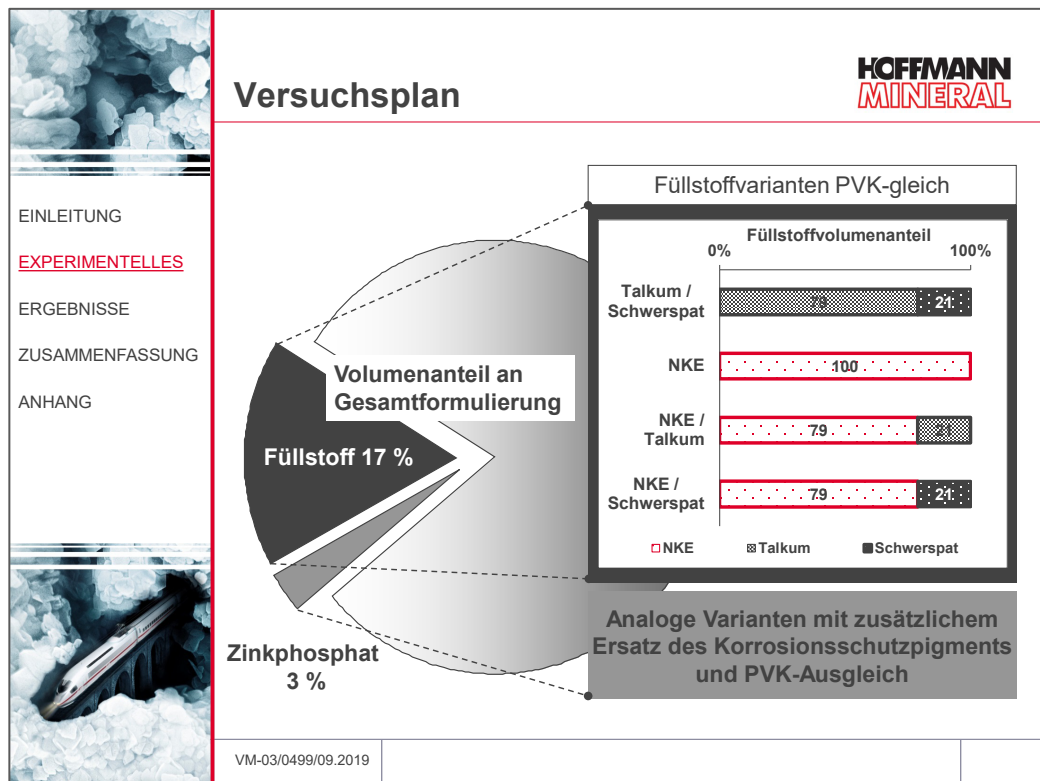 Versuchsplan
HOFFMANN
MINERAL
EINLEITUNG
EXPERIMENTELLES
ERGEBNISSE
ZUSAMMENFASSUNG
ANHANG
Volumenanteil an
Gesamtformulierung
Füllstoff 17 %
Zinkphosphat
3 %
Füllstoffvarianten PVK-gleich
Füllstoffvolumenanteil
0% 100%
Talkum /
Schwerspat
79 21
NKE
100
NKE /
Talkum
79 21
NKE /
Schwerspat
79 21
NKE Talkum Schwerspat
Analoge Varianten mit zusätzlichem
Ersatz des Korrosionsschutzpigments
und PVK-Ausgleich
VM-03/0499/09.2019